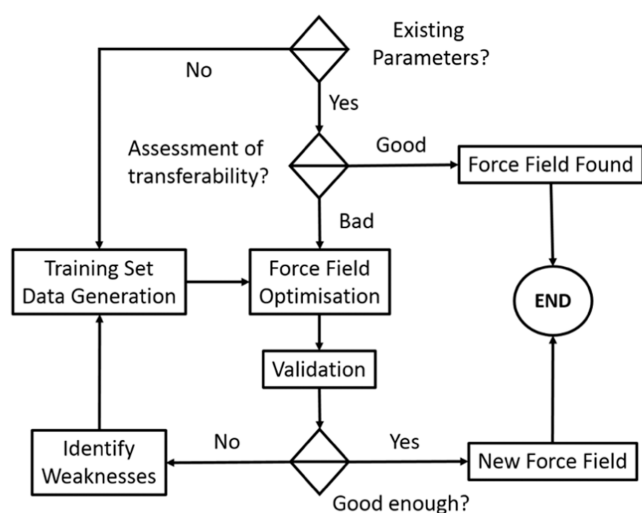 Existing
Parameters?
No
Yes
Assessment of
transferability?
Good
Force Field Found
Bad
Training Set
Data Generation
Force Field
Optimisation
END
Validation
Identify
Weaknesses
No
Yes
New Force Field
Good enough?